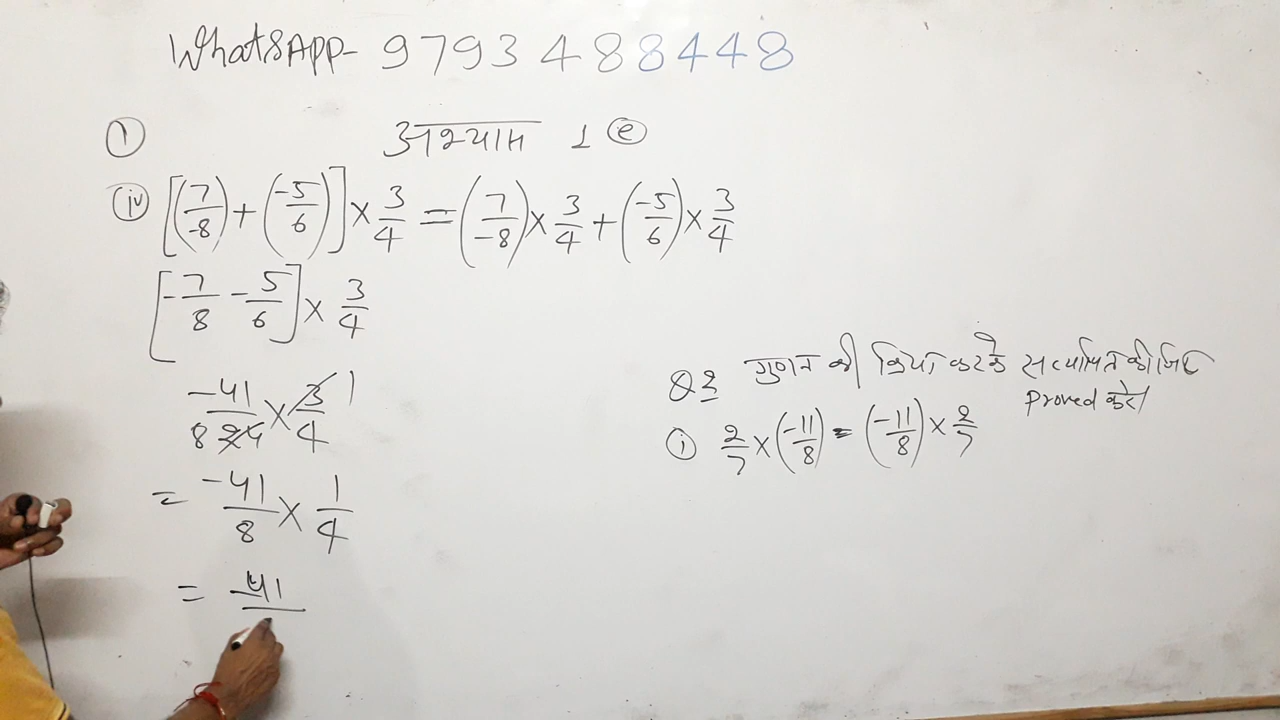 WhatsApp- 9793488448
① अभ्यास 1 ⓔ
ⓘⓥ [(7/-8) + (-5/6)] × 3/4 = (7/-8) × 3/4 + (-5/6) × 3/4
[-7/8 - 5/6] × 3/4
-41/8 24 × 3/4 1
= -41/8 × 1/4
= -41
Q 2 गुणन की क्रिया करके सत्यापित कीजिए
Proved करें
ⓘ 2/7 × (-11/8) = (-11/8) × 2/7